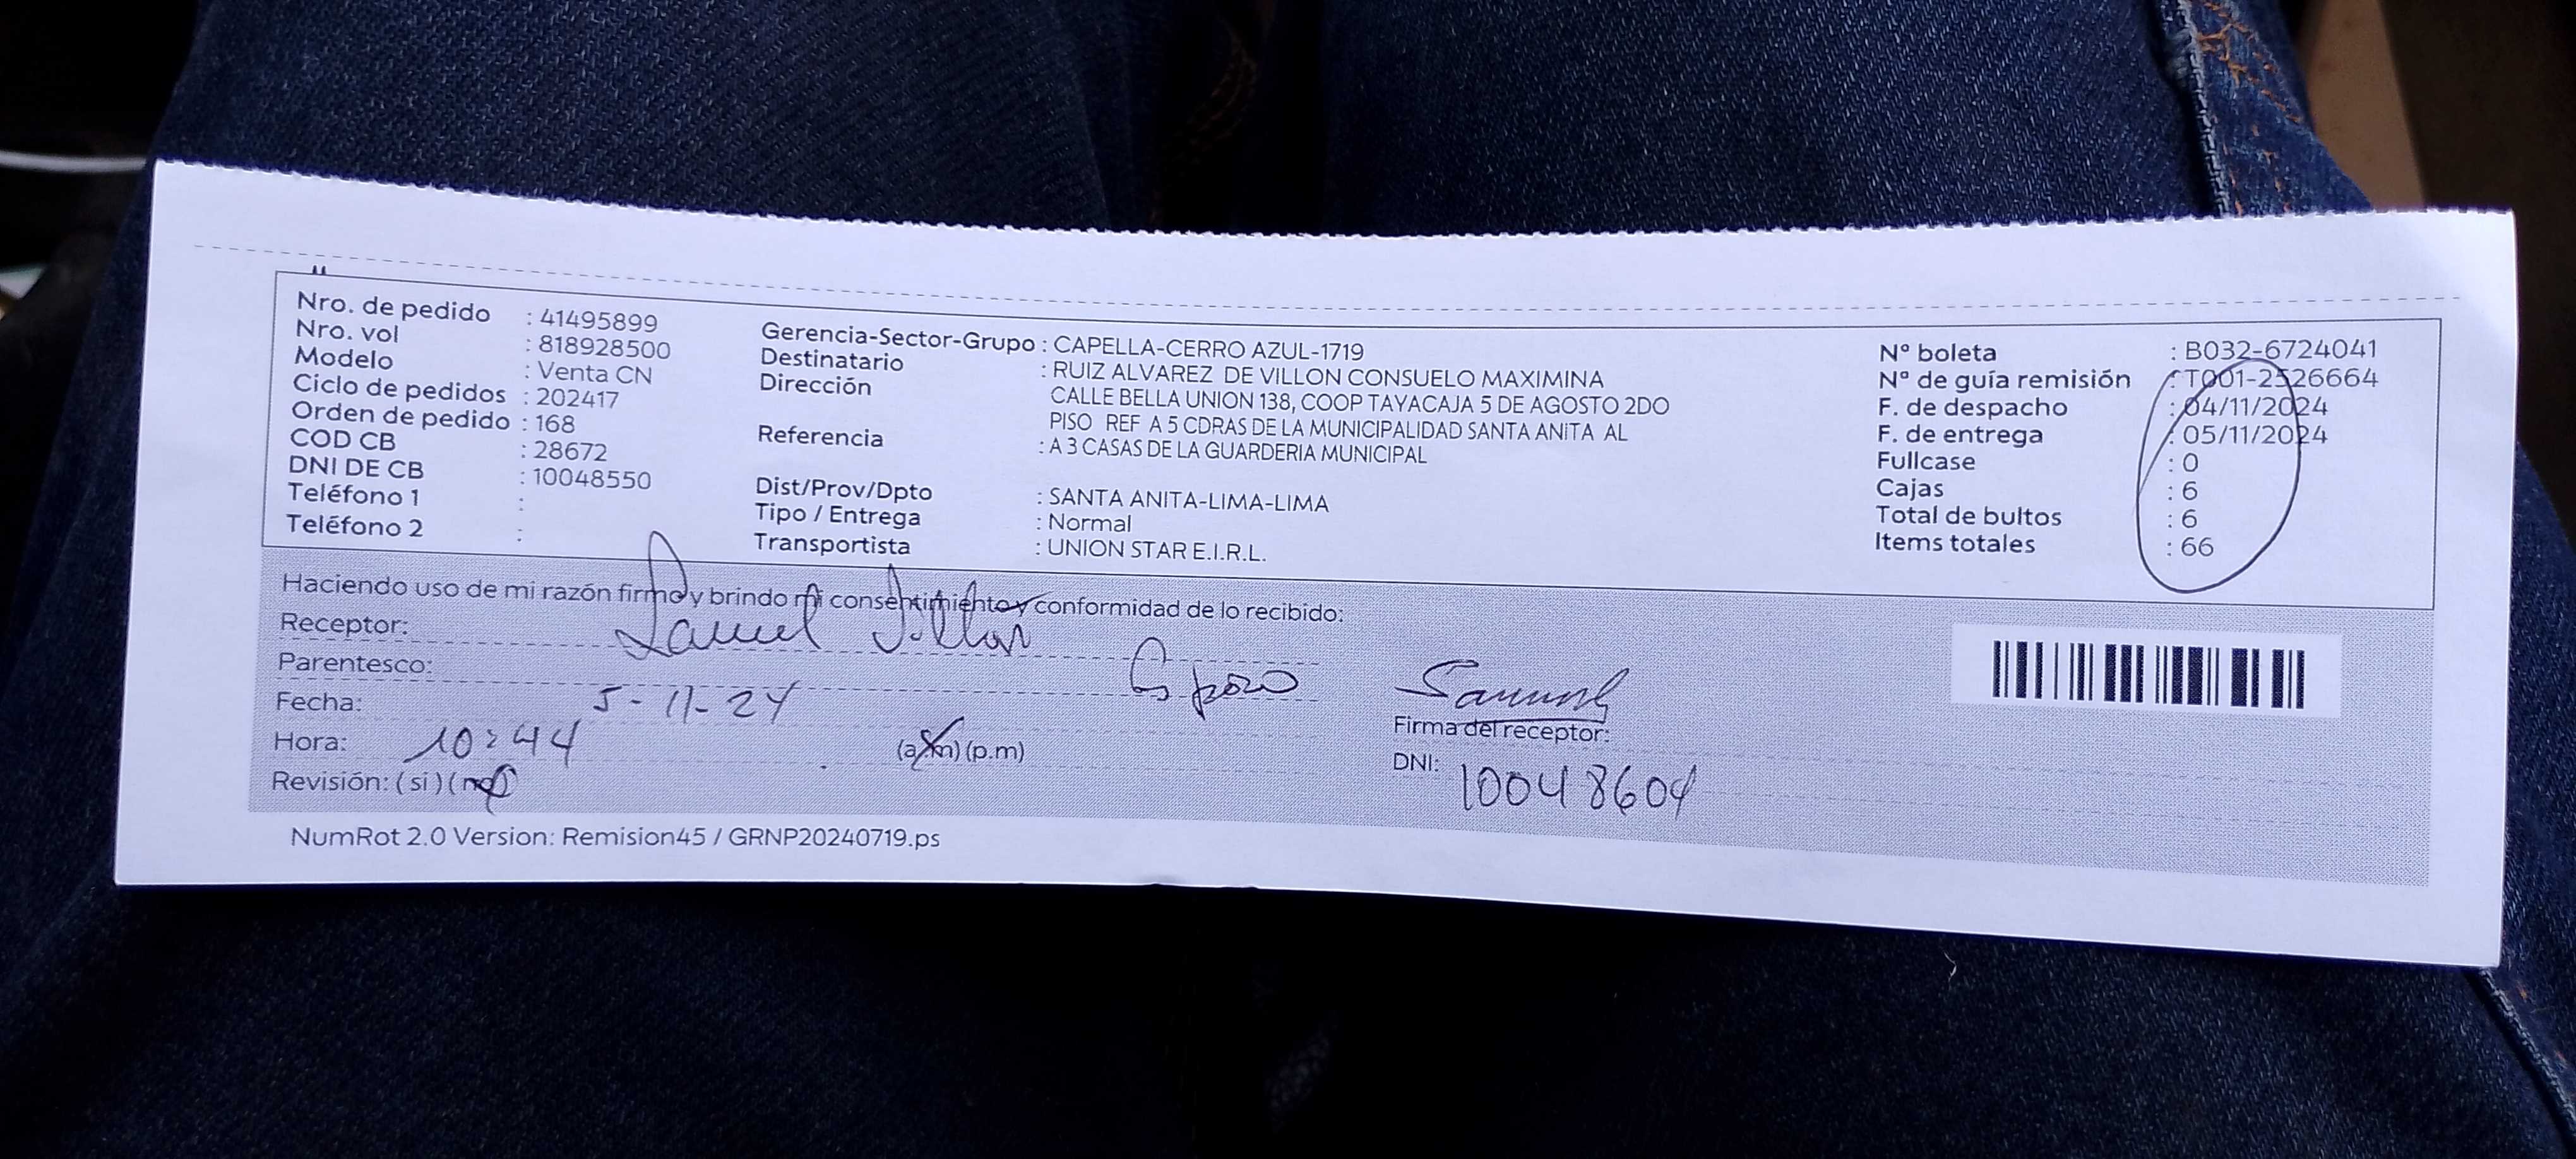 Nro. de pedido : 41495899
Nro. vol : 818928500
Modelo : Venta CN
Ciclo de pedidos : 202417
Orden de pedido : 168
COD CB : 28672
DNI DE CB : 10048550
Teléfono 1 :
Teléfono 2 :
Gerencia-Sector-Grupo : CAPELLA-CERRO AZUL-1719
Destinatario : RUIZ ALVAREZ DE VILLON CONSUELO MAXIMINA
Dirección CALLE BELLA UNION 138, COOP TAYACAJA 5 DE AGOSTO 2DO
PISO REF A 5 CDRAS DE LA MUNICIPALIDAD SANTA ANITA AL
Referencia : A 3 CASAS DE LA GUARDERIA MUNICIPAL
Dist/Prov/Dpto : SANTA ANITA-LIMA-LIMA
Tipo / Entrega : Normal
Transportista : UNION STAR E.I.R.L.
Nº boleta : B032-6724041
Nº de guía remisión : T001-2526664
F. de despacho : 04/11/2024
F. de entrega : 05/11/2024
Fullcase : 0
Cajas : 6
Total de bultos : 6
Items totales : 66
Haciendo uso de mi razón firmo y brindo mi consentimiento y conformidad de lo recibido:
Receptor: Samuel Villon
Parentesco: Esposo
Fecha: 5-11-24
Hora: 10:44 (a.m) (p.m)
Revisión: (si) (no)
Samuel
Firma del receptor:
DNI: 10048604
NumRot 2.0 Version: Remision45 / GRNP20240719.ps